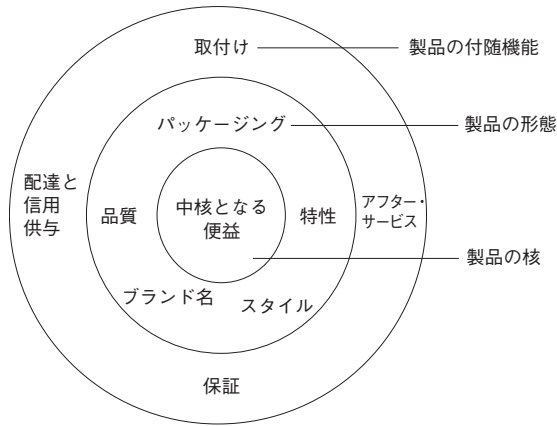 取付け
製品の付随機能
パッケージング
製品の形態
配達と
信用
供与
品質
中核となる
便益
特性
アフター・
サービス
製品の核
ブランド名
スタイル
保証